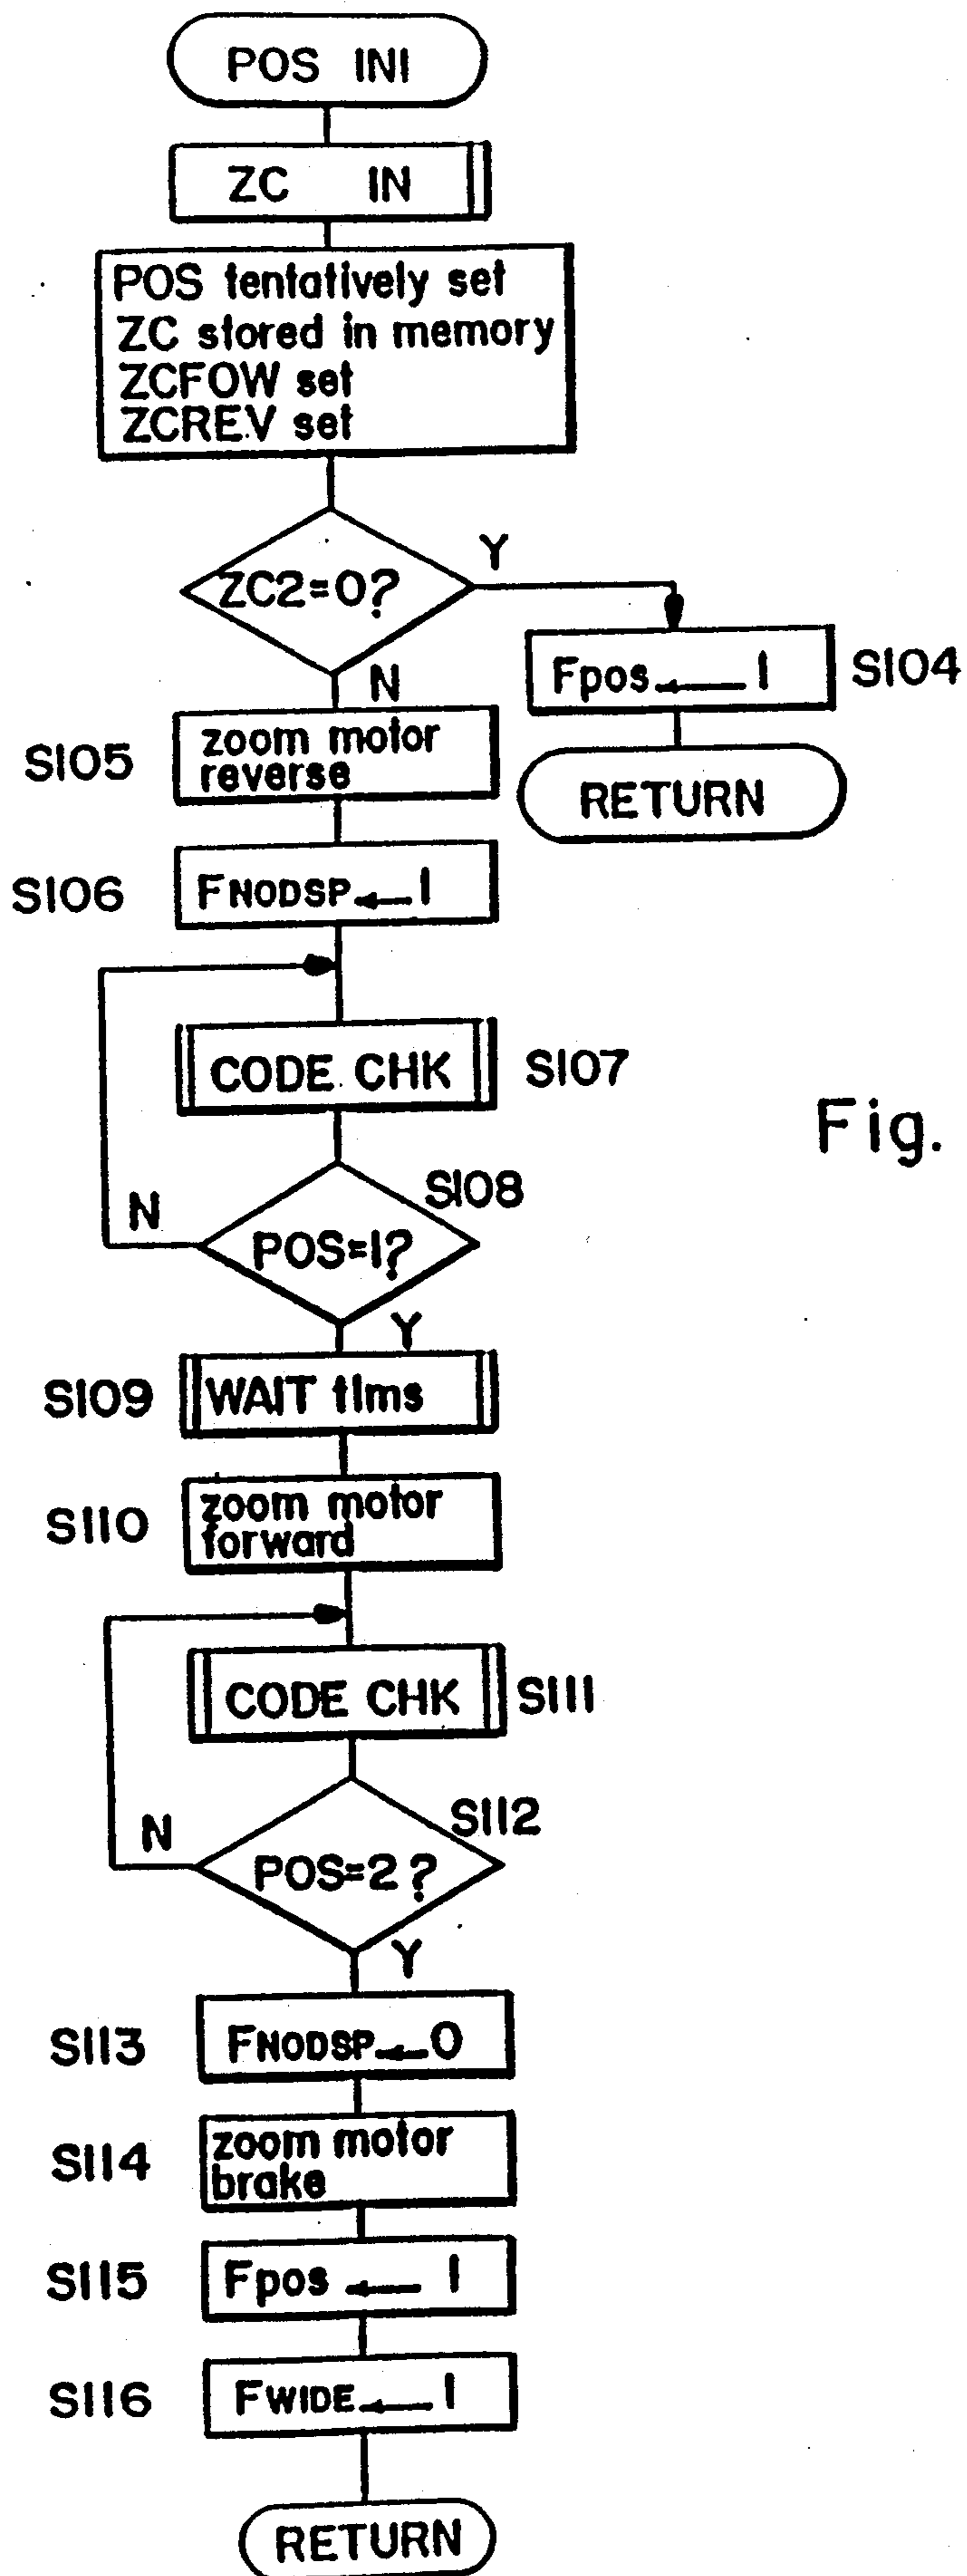 POS INI
ZC IN
POS tentatively set
ZC stored in memory
ZCFOW set
ZCREV set
ZC2=0?
Y
N
Fpos←1
S104
RETURN
S105
zoom motor
reverse
S106
FNODSP←1
CODE CHK
S107
Fig.
S108
N
POS=1?
Y
S109
WAIT t1ms
S110
zoom motor
forward
CODE CHK
S111
S112
N
POS=2?
Y
S113
FNODSP←0
S114
zoom motor
brake
S115
Fpos ← 1
S116
FWIDE←1
RETURN